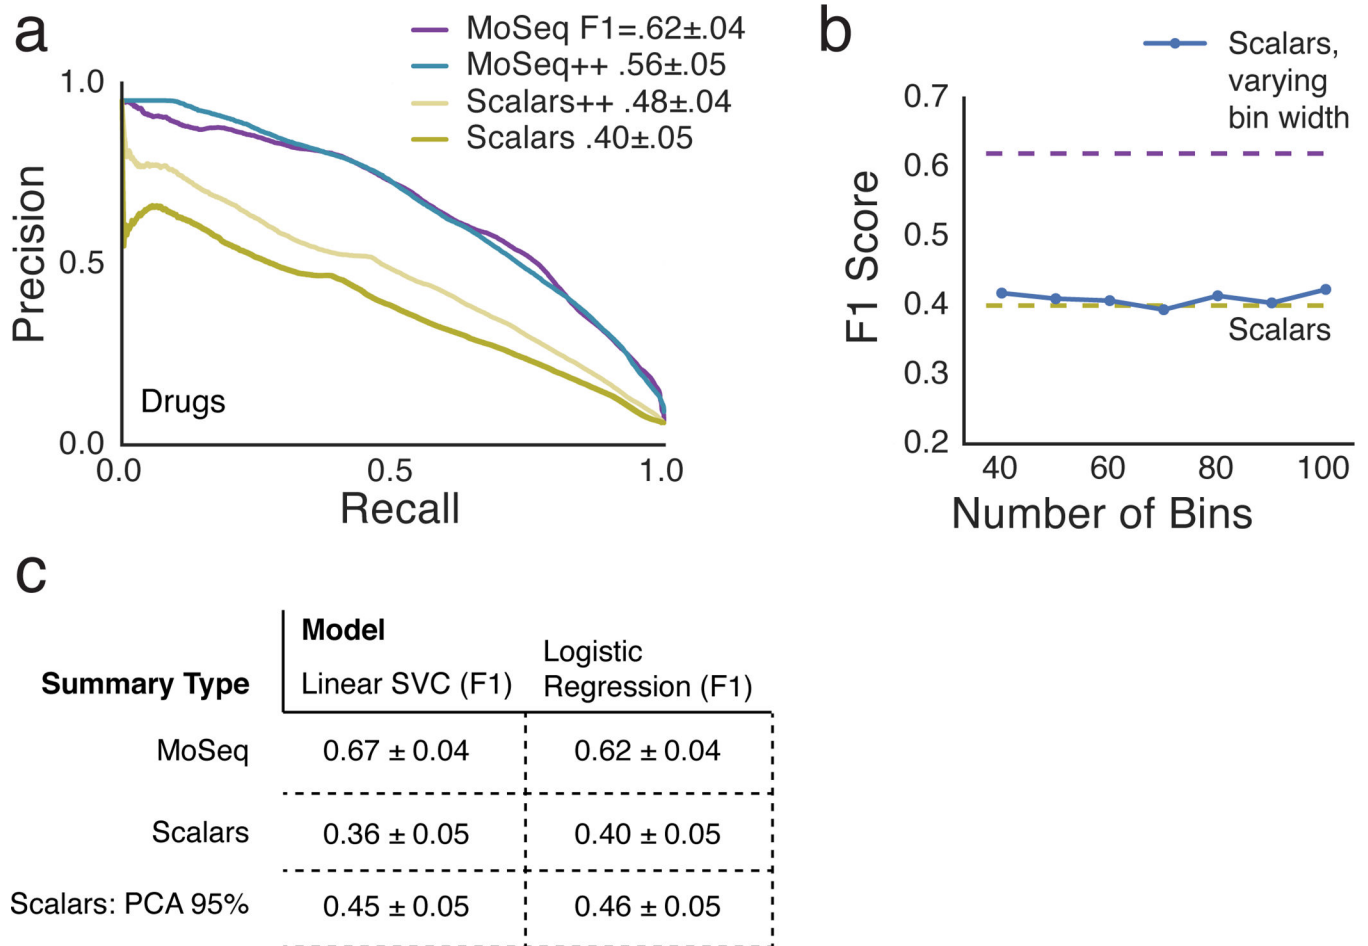 a
MoSeq F1=.62±.04
MoSeq++ .56±.05
Scalars++ .48±.04
Scalars .40±.05
1.0
0.5
0.0
Precision
Drugs
0.0 0.5 1.0
Recall
b
Scalars,
varying
bin width
0.7
0.6
0.5
0.4
0.3
0.2
F1 Score
Scalars
40 60 80 100
Number of Bins
c
Model
Summary Type Linear SVC (F1) Logistic
Regression (F1)
MoSeq 0.67 ± 0.04 0.62 ± 0.04
Scalars 0.36 ± 0.05 0.40 ± 0.05
Scalars: PCA 95% 0.45 ± 0.05 0.46 ± 0.05